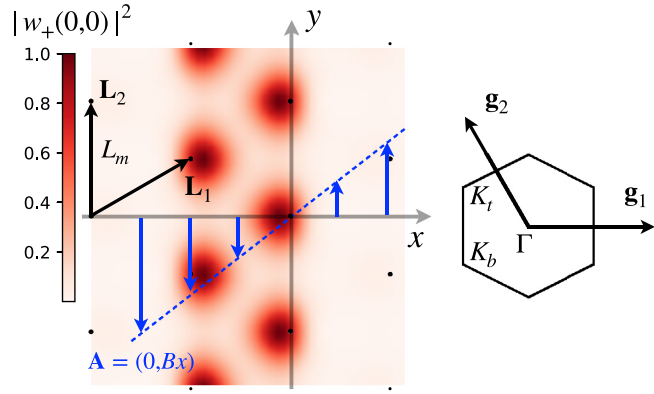 |w₊(0,0)|²
1.0
0.8
0.6
0.4
0.2
L₂
Lₘ
L₁
y
x
A = (0,Bx)
g₂
g₁
Kₜ
K_b
Γ